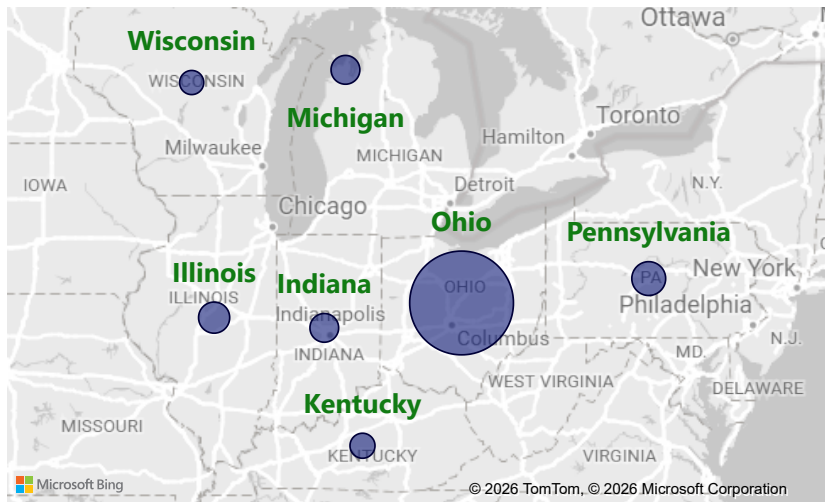 Ottawa
Wisconsin
WISCONSIN
Michigan
Toronto
Hamilton
Milwaukee
MICHIGAN
IOWA
Detroit
N.Y.
Chicago
Ohio
Pennsylvania
Illinois
Indiana
PA
New York
OHIO
ILLINOIS
Indianapolis
Philadelphia
Columbus
N.J.
INDIANA
MD.
WEST VIRGINIA
DELAWARE
Kentucky
MISSOURI
KENTUCKY
VIRGINIA
Microsoft Bing
© 2026 TomTom, © 2026 Microsoft Corporation